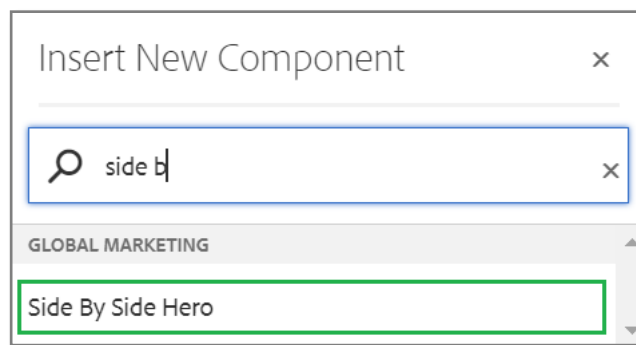 Insert New Component
side b
GLOBAL MARKETING
Side By Side Hero